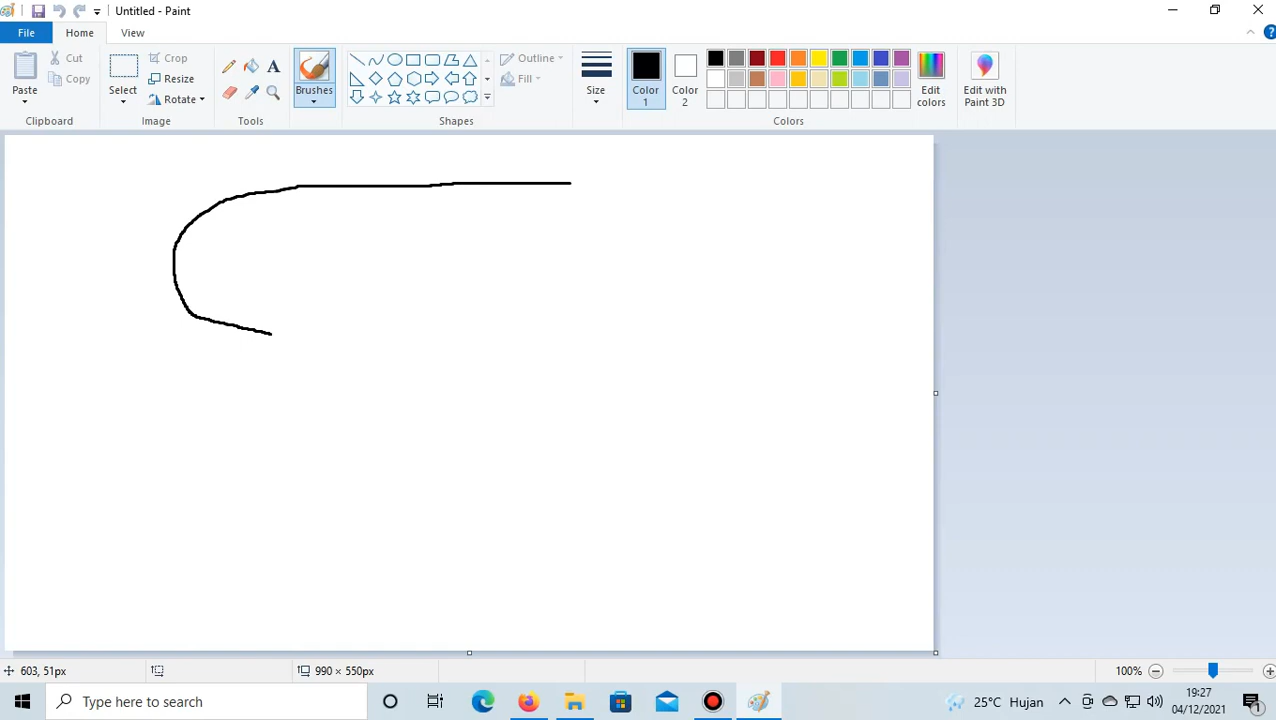 Untitled - Paint
File Home View
Paste Cut Copy Select Crop Resize Rotate Brushes Outline Fill Size Color 1 Color 2 Edit colors Edit with Paint 3D
Clipboard Image Tools Shapes Colors
603, 51px 990 × 550px 100%
Type here to search 25°C Hujan 19:27
04/12/2021 1